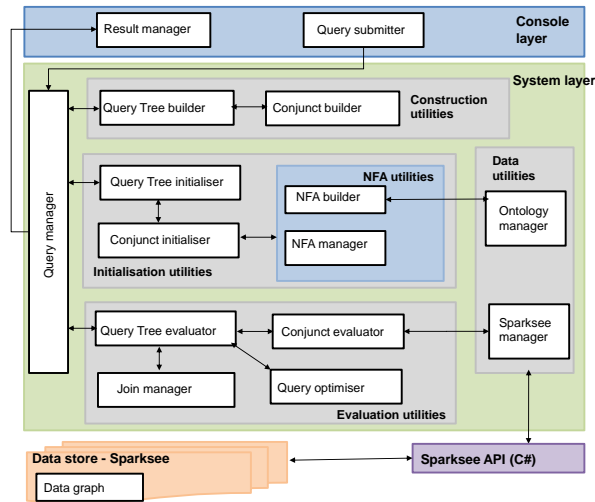 Result manager
Query submitter
Console
layer
System layer
Query manager
Query Tree builder
Conjunct builder
Construction
utilities
Query Tree initialiser
Conjunct initialiser
Initialisation utilities
NFA utilities
NFA builder
NFA manager
Data
utilities
Ontology
manager
Query Tree evaluator
Conjunct evaluator
Sparksee
manager
Join manager
Query optimiser
Evaluation utilities
Data store - Sparksee
Data graph
Sparksee API (C#)